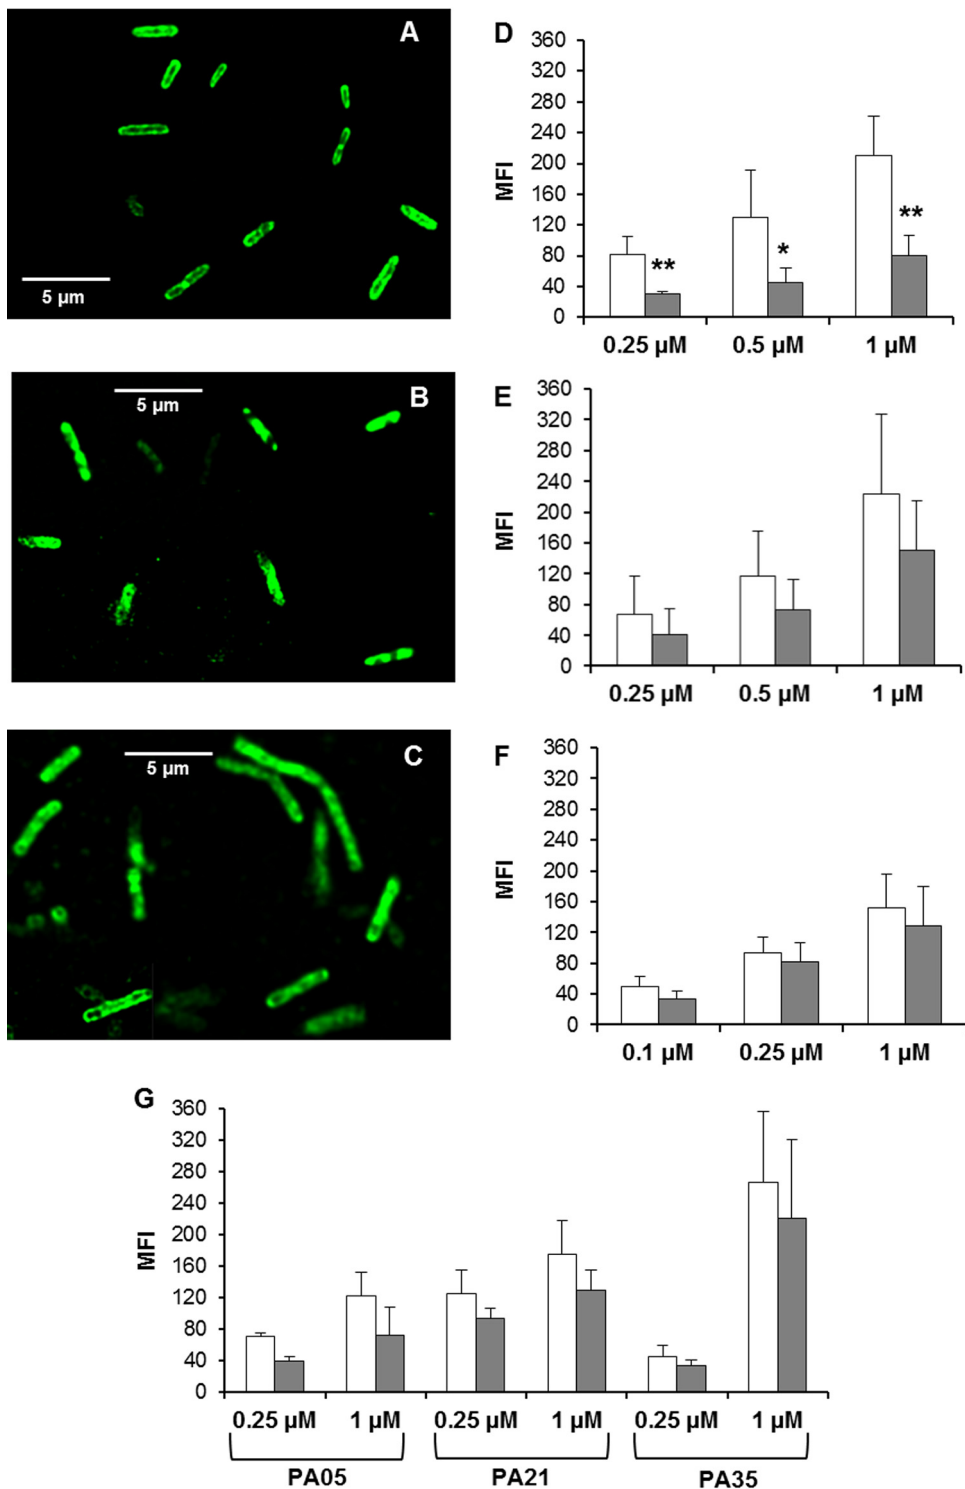 A
5 µm
B
5 µm
C
5 µm
D
360
320
280
240
200
160
120
80
40
0
MFI
**
*
**
0.25 µM 0.5 µM 1 µM
E
360
320
280
240
200
160
120
80
40
0
MFI
0.25 µM 0.5 µM 1 µM
F
360
320
280
240
200
160
120
80
40
0
MFI
0.1 µM 0.25 µM 1 µM
G
360
320
280
240
200
160
120
80
40
0
MFI
0.25 µM 1 µM 0.25 µM 1 µM 0.25 µM 1 µM
PA05 PA21 PA35